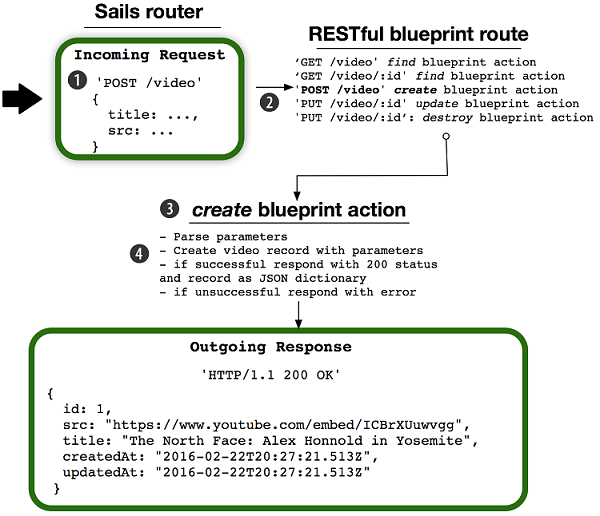 Sails router
Incoming Request
1 'POST /video'
{
title: ...,
src: ...
}
RESTful blueprint route
‘GET /video' find blueprint action
‘GET /video/:id' find blueprint action
2 'POST /video' create blueprint action
'PUT /video/:id' update blueprint action
'PUT /video/:id’: destroy blueprint action
3 create blueprint action
4 - Parse parameters
- Create video record with parameters
- if successful respond with 200 status
and record as JSON dictionary
- if unsuccessful respond with error
Outgoing Response
'HTTP/1.1 200 OK'
{
id: 1,
src: "https://www.youtube.com/embed/ICBrXUuwvgg",
title: "The North Face: Alex Honnold in Yosemite",
createdAt: "2016-02-22T20:27:21.513Z",
updatedAt: "2016-02-22T20:27:21.513Z"
}